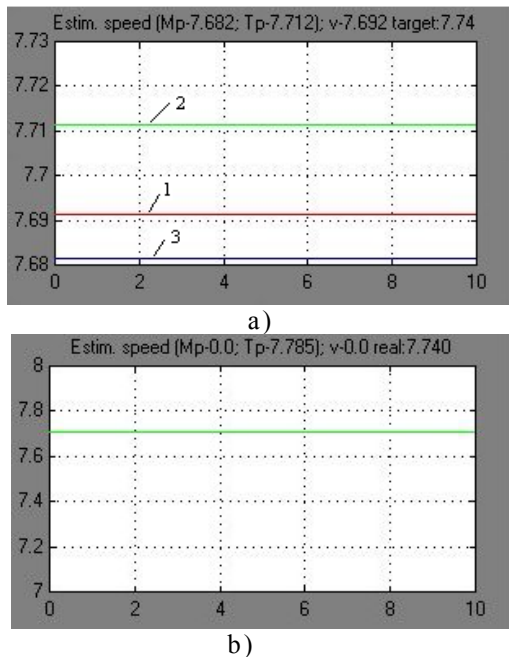 Estim. speed (Mp-7.682; Tp-7.712); v-7.692 target:7.74
7.73
7.72
7.71
7.7
7.69
7.68
2
1
3
0 2 4 6 8 10
a)
Estim. speed (Mp-0.0; Tp-7.785); v-0.0 real:7.740
8
7.8
7.6
7.4
7.2
7
0 2 4 6 8 10
b)